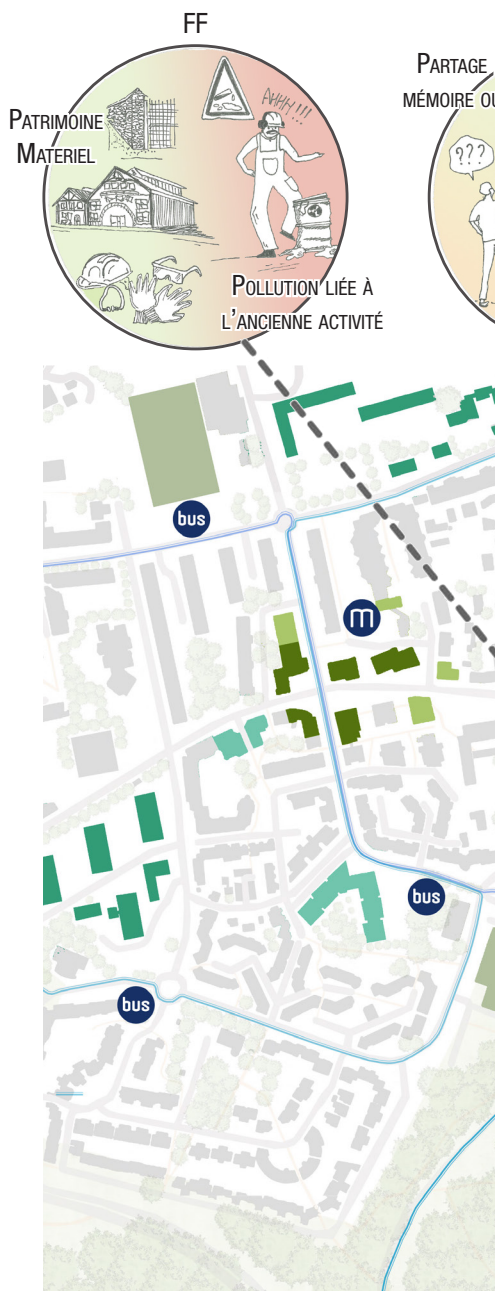 FF
PATRIMOINE
MATERIEL
AHHH!!!
POLLUTION LIÉE À
L'ANCIENNE ACTIVITÉ
PARTAGE
MÉMOIRE OU
???
bus
m
bus
bus